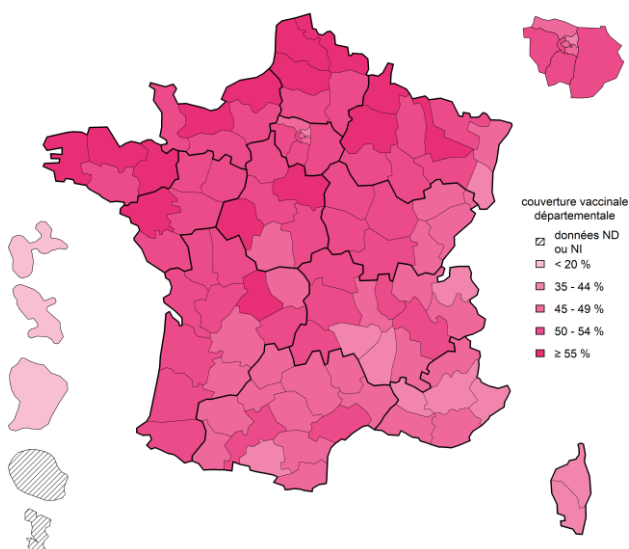 couverture vaccinale
départementale
données ND
ou NI
< 20 %
35 - 44 %
45 - 49 %
50 - 54 %
≥ 55 %